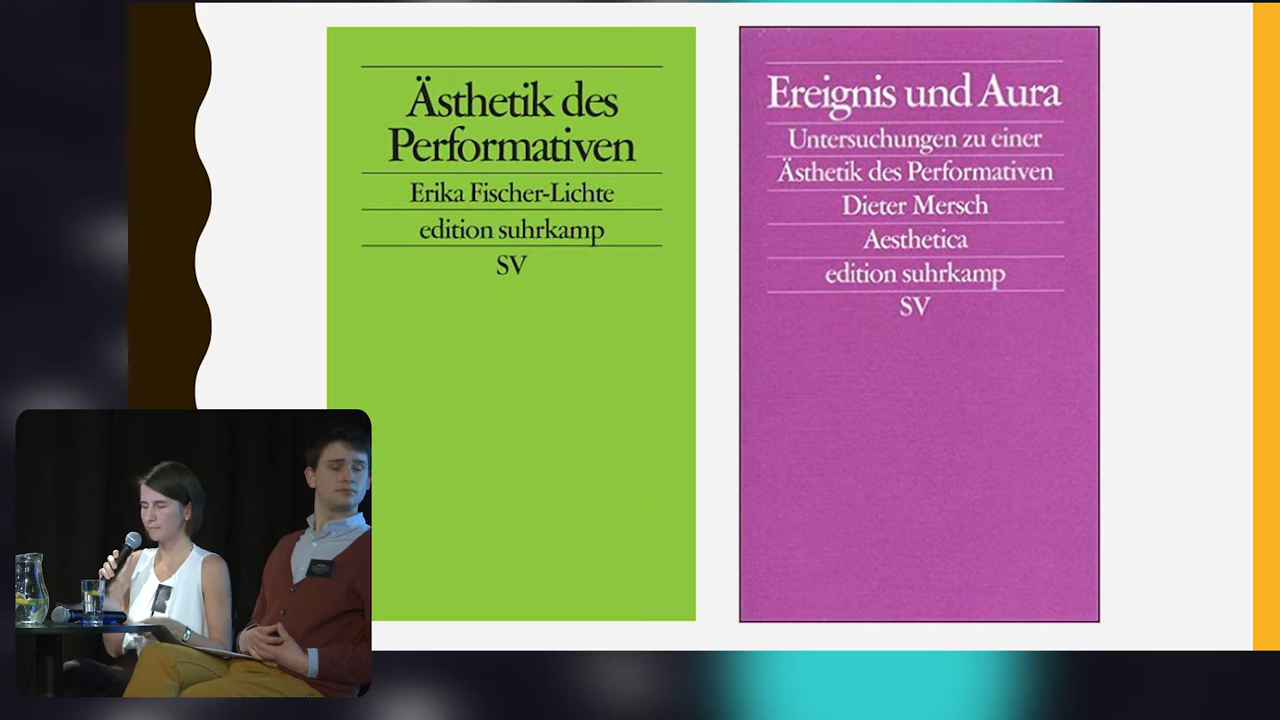 Ästhetik des
Performativen
Erika Fischer-Lichte
edition suhrkamp
SV
Ereignis und Aura
Untersuchungen zu einer
Ästhetik des Performativen
Dieter Mersch
Aesthetica
edition suhrkamp
SV